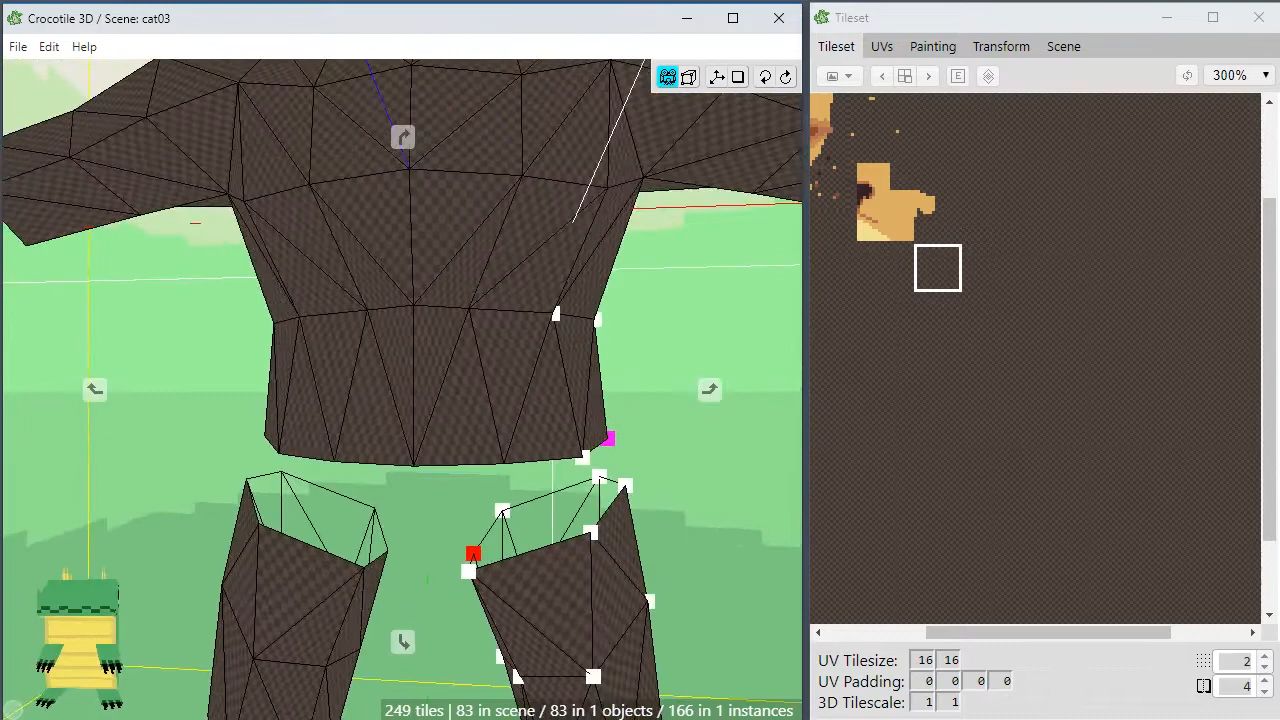 Crocotile 3D / Scene: cat03
File Edit Help
249 tiles | 83 in scene / 83 in 1 objects / 166 in 1 instances
Tileset
Tileset UVs Painting Transform Scene
E 300%
UV Tilesize: 16 16
UV Padding: 0 0 0 0
3D Tilescale: 1 1
2
4